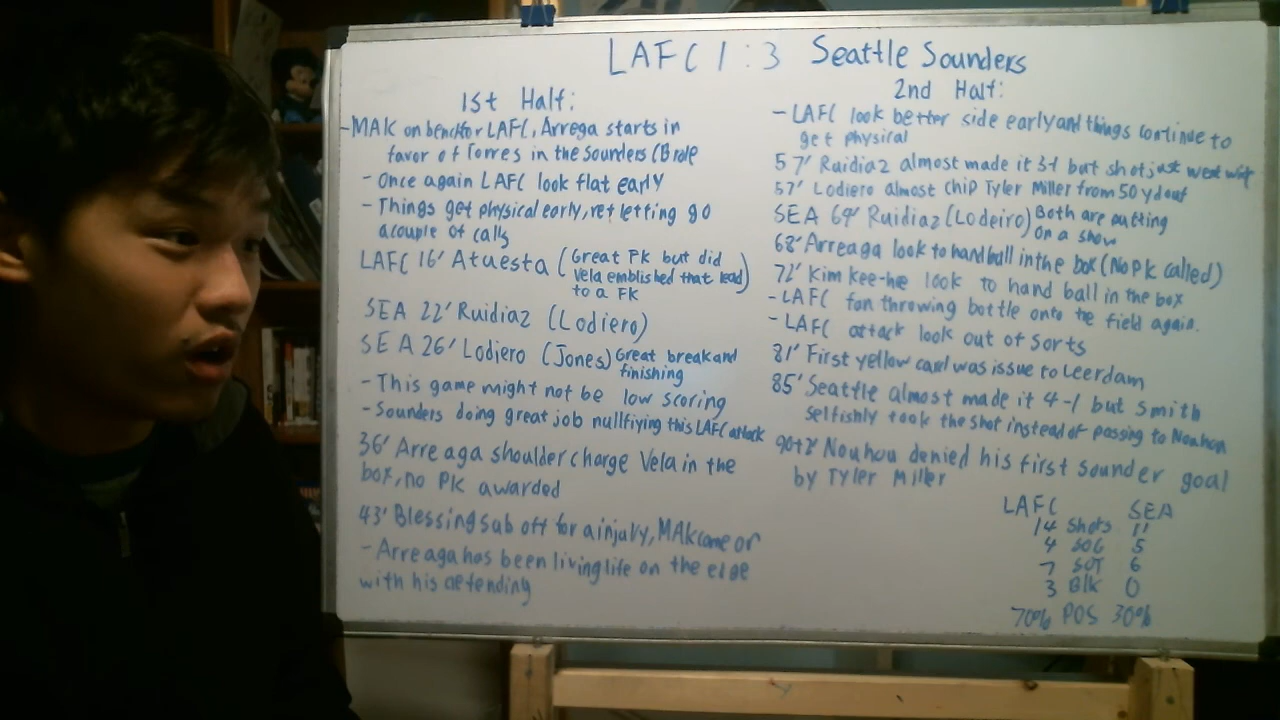 LAFC 1 : 3 Seattle Sounders
1st Half:
- MAK on bench for LAFC, Arrega starts in
favor of Torres in the Sounders CB role
- Once again LAFC look flat early
- Things get physical early, ref letting go
a couple of calls
LAFC 16' Atuesta (Great FK but did
Vela emblished that lead)
to a FK
SEA 22' Ruidiaz (Lodiero)
SEA 26' Lodiero (Jones) Great break and
finishing
- This game might not be low scoring
- Sounders doing great job nullfiying this LAFC attack
36' Arreaga shoulder charge Vela in the
box, no PK awarded
43' Blessing sub off for a injury, MAK come on
- Arreaga has been living life on the edge
with his defending
2nd Half:
- LAFC look better side early and things continue to
get physical
57' Ruidiaz almost made it 3-1 but shot just went
57' Lodiero almost chip Tyler Miller from 50 yd out
SEA 64' Ruidiaz (Lodeiro) Both are putting
on a show
68' Arreaga look to hand ball in the box (No PK called)
72' Kim Kee-hee look to hand ball in the box
- LAFC fan throwing bottle onto the field again.
- LAFC attack look out of sorts
81' First yellow card was issue to Leerdam
85' Seattle almost made it 4-1 but Smith
selfishly took the shot instead of passing to Nouhou
90+2' Nouhou denied his first sounder goal
by Tyler Miller
LAFC SEA
14 Shots 11
4 SOG 5
7 SOT 6
3 Blk 0
70% POS 30%